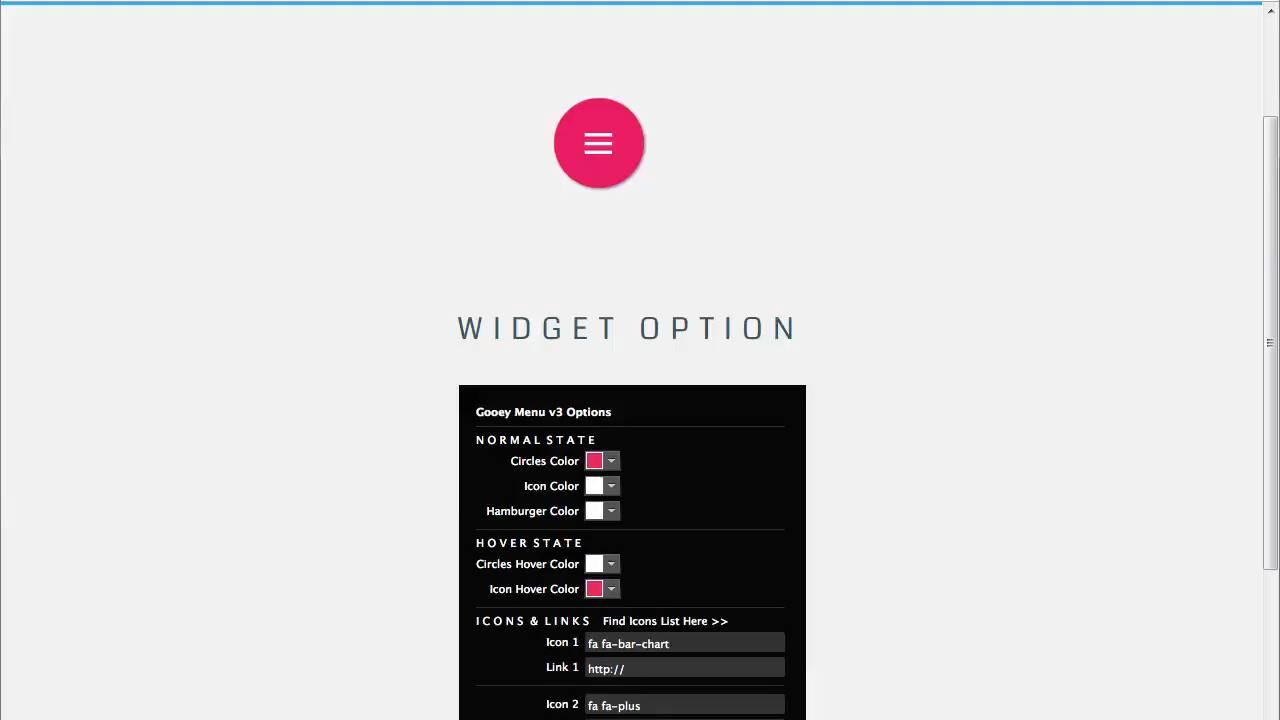 WIDGET OPTION
Gooey Menu v3 Options
NORMAL STATE
Circles Color
Icon Color
Hamburger Color
HOVER STATE
Circles Hover Color
Icon Hover Color
ICONS & LINKS Find Icons List Here >>
Icon 1 fa fa-bar-chart
Link 1 http://
Icon 2 fa fa-plus